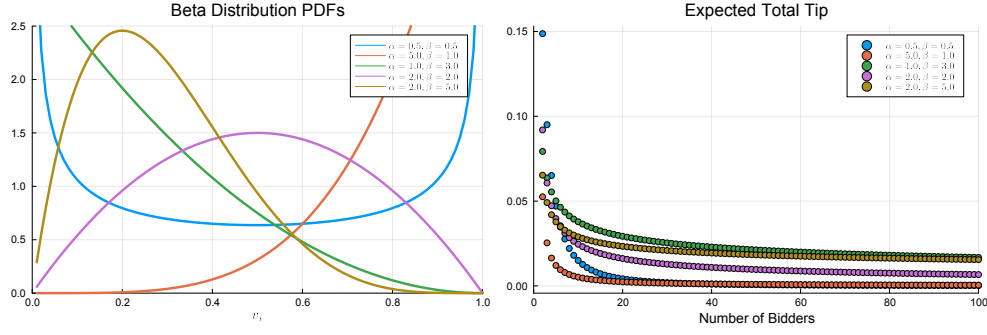 Beta Distribution PDFs
2.5
2.0
1.5
1.0
0.5
0.0
0.0 0.2 0.4 0.6 0.8 1.0
v_i
α = 0.5, β = 0.5
α = 5.0, β = 1.0
α = 1.0, β = 3.0
α = 2.0, β = 2.0
α = 2.0, β = 5.0
Expected Total Tip
0.15
0.10
0.05
0.00
0 20 40 60 80 100
Number of Bidders
α = 0.5, β = 0.5
α = 5.0, β = 1.0
α = 1.0, β = 3.0
α = 2.0, β = 2.0
α = 2.0, β = 5.0